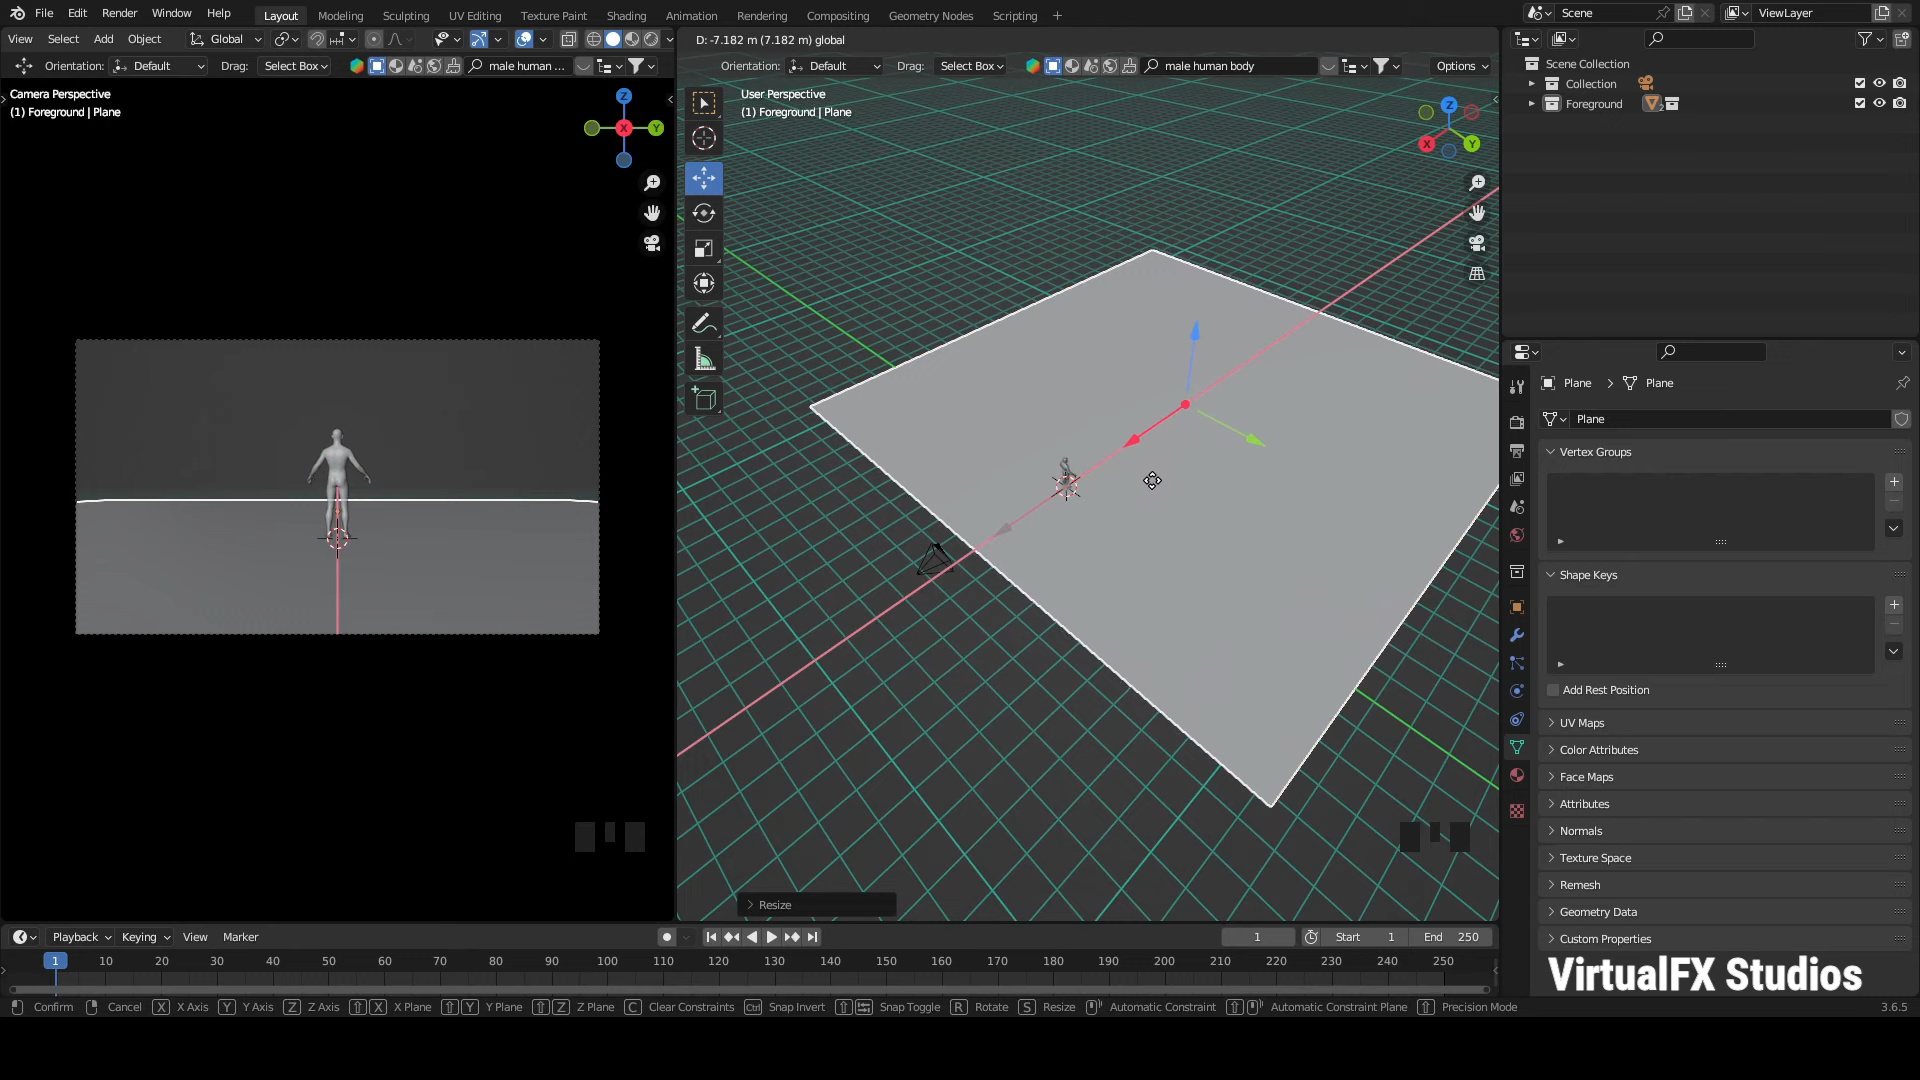 File Edit Render Window Help
Layout Modeling Sculpting UV Editing Texture Paint Shading Animation Rendering Compositing Geometry Nodes Scripting +
Scene
ViewLayer
View Select Add Object Global
D: -7.182 m (7.182 m) global
Orientation: Default Drag: Select Box male human ...
Orientation: Default Drag: Select Box male human body Options
Camera Perspective
(1) Foreground | Plane
User Perspective
(1) Foreground | Plane
Z
X
Y
Z
X
Y
Scene Collection
Collection
Foreground 2
Plane > Plane
Plane
Vertex Groups
Shape Keys
Add Rest Position
UV Maps
Color Attributes
Face Maps
Attributes
Normals
Texture Space
Remesh
Geometry Data
Custom Properties
Resize
Playback Keying View Marker
1 Start 1 End 250
1 10 20 30 40 50 60 70 80 90 100 110 120 130 140 150 160 170 180 190 200 210 220 230 240 250
VirtualFX Studios
Confirm Cancel X X Axis Y Y Axis Z Z Axis X X Plane Y Y Plane Z Z Plane C Clear Constraints Ctrl Snap Invert Snap Toggle R Rotate S Resize Automatic Constraint Automatic Constraint Plane Precision Mode 3.6.5